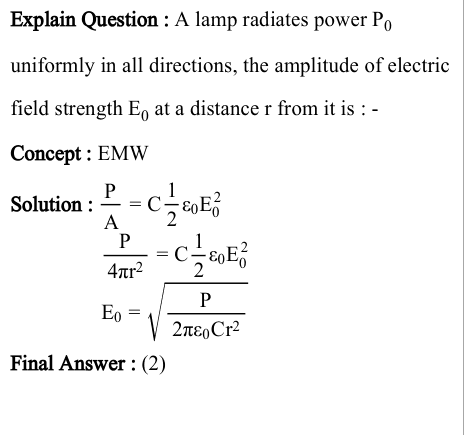 Explain Question : A lamp radiates power P₀
uniformly in all directions, the amplitude of electric
field strength E₀ at a distance r from it is : -
Concept : EMW
Solution : P/A = C 1/2 ε₀E₀²
P/4πr² = C 1/2 ε₀E₀²
E₀ = √(P/2πε₀Cr²)
Final Answer : (2)